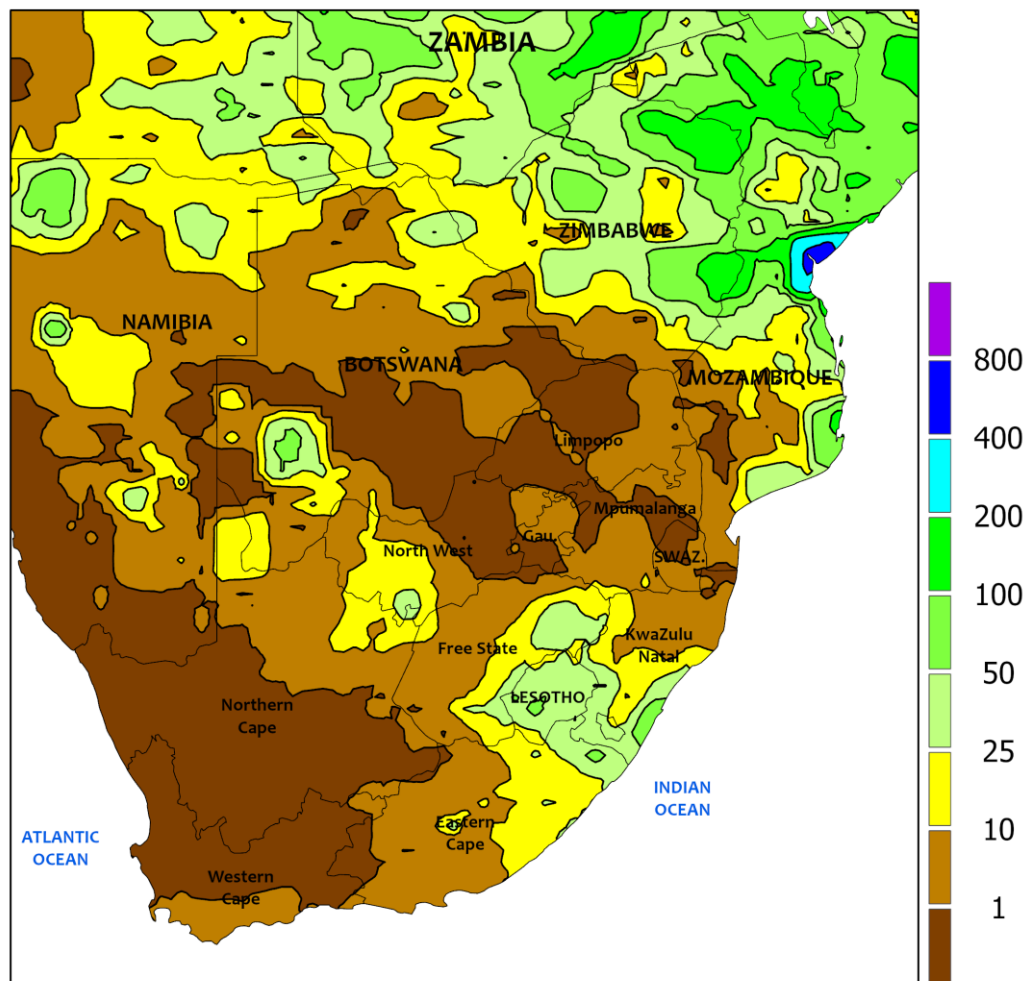 ZAMBIA
ZIMBABWE
NAMIBIA
BOTSWANA
MOZAMBIQUE
Limpopo
Mpumalanga
Gau.
North West
SWAZ.
KwaZulu
Natal
Free State
LESOTHO
Northern
Cape
Eastern
Cape
Western
Cape
INDIAN
OCEAN
ATLANTIC
OCEAN
800
400
200
100
50
25
10
1